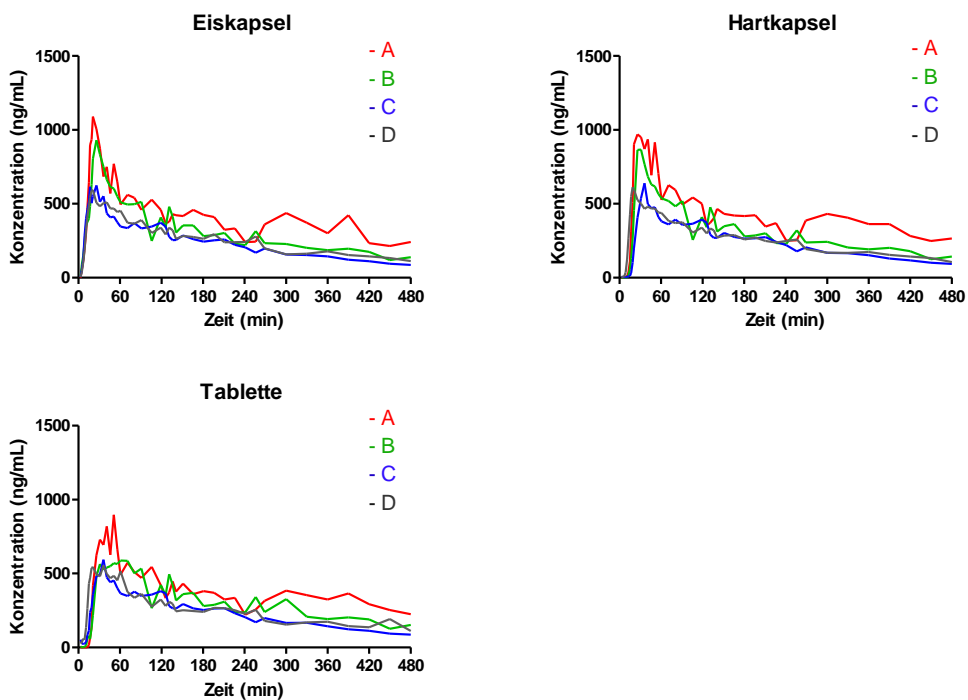 Eiskapsel
Konzentration (ng/mL)
1500
1000
500
0
0 60 120 180 240 300 360 420 480
Zeit (min)
- A
- B
- C
- D
Hartkapsel
Konzentration (ng/mL)
1500
1000
500
0
0 60 120 180 240 300 360 420 480
Zeit (min)
- A
- B
- C
- D
Tablette
Konzentration (ng/mL)
1500
1000
500
0
0 60 120 180 240 300 360 420 480
Zeit (min)
- A
- B
- C
- D